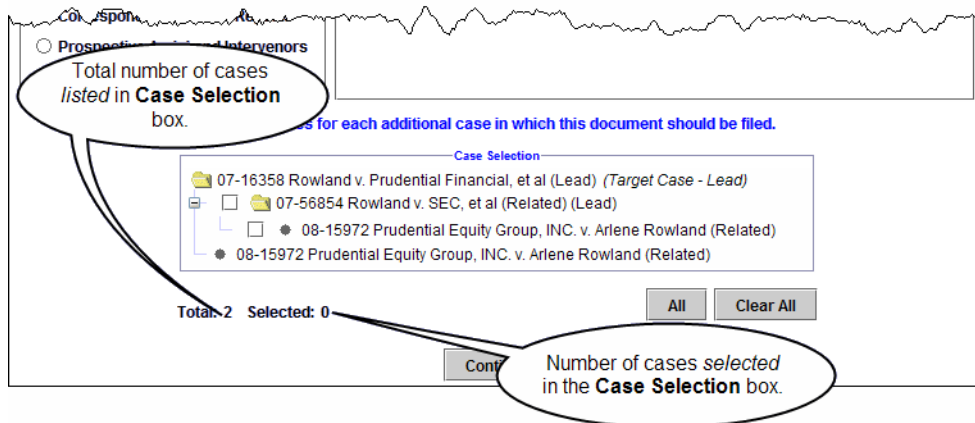 Prospective Amici and Intervenors
Total number of cases
listed in Case Selection
box.
for each additional case in which this document should be filed.
Case Selection
07-16358 Rowland v. Prudential Financial, et al (Lead) (Target Case - Lead)
07-56854 Rowland v. SEC, et al (Related) (Lead)
08-15972 Prudential Equity Group, INC. v. Arlene Rowland (Related)
08-15972 Prudential Equity Group, INC. v. Arlene Rowland (Related)
Total: 2 Selected: 0
All Clear All
Conti
Number of cases selected
in the Case Selection box.